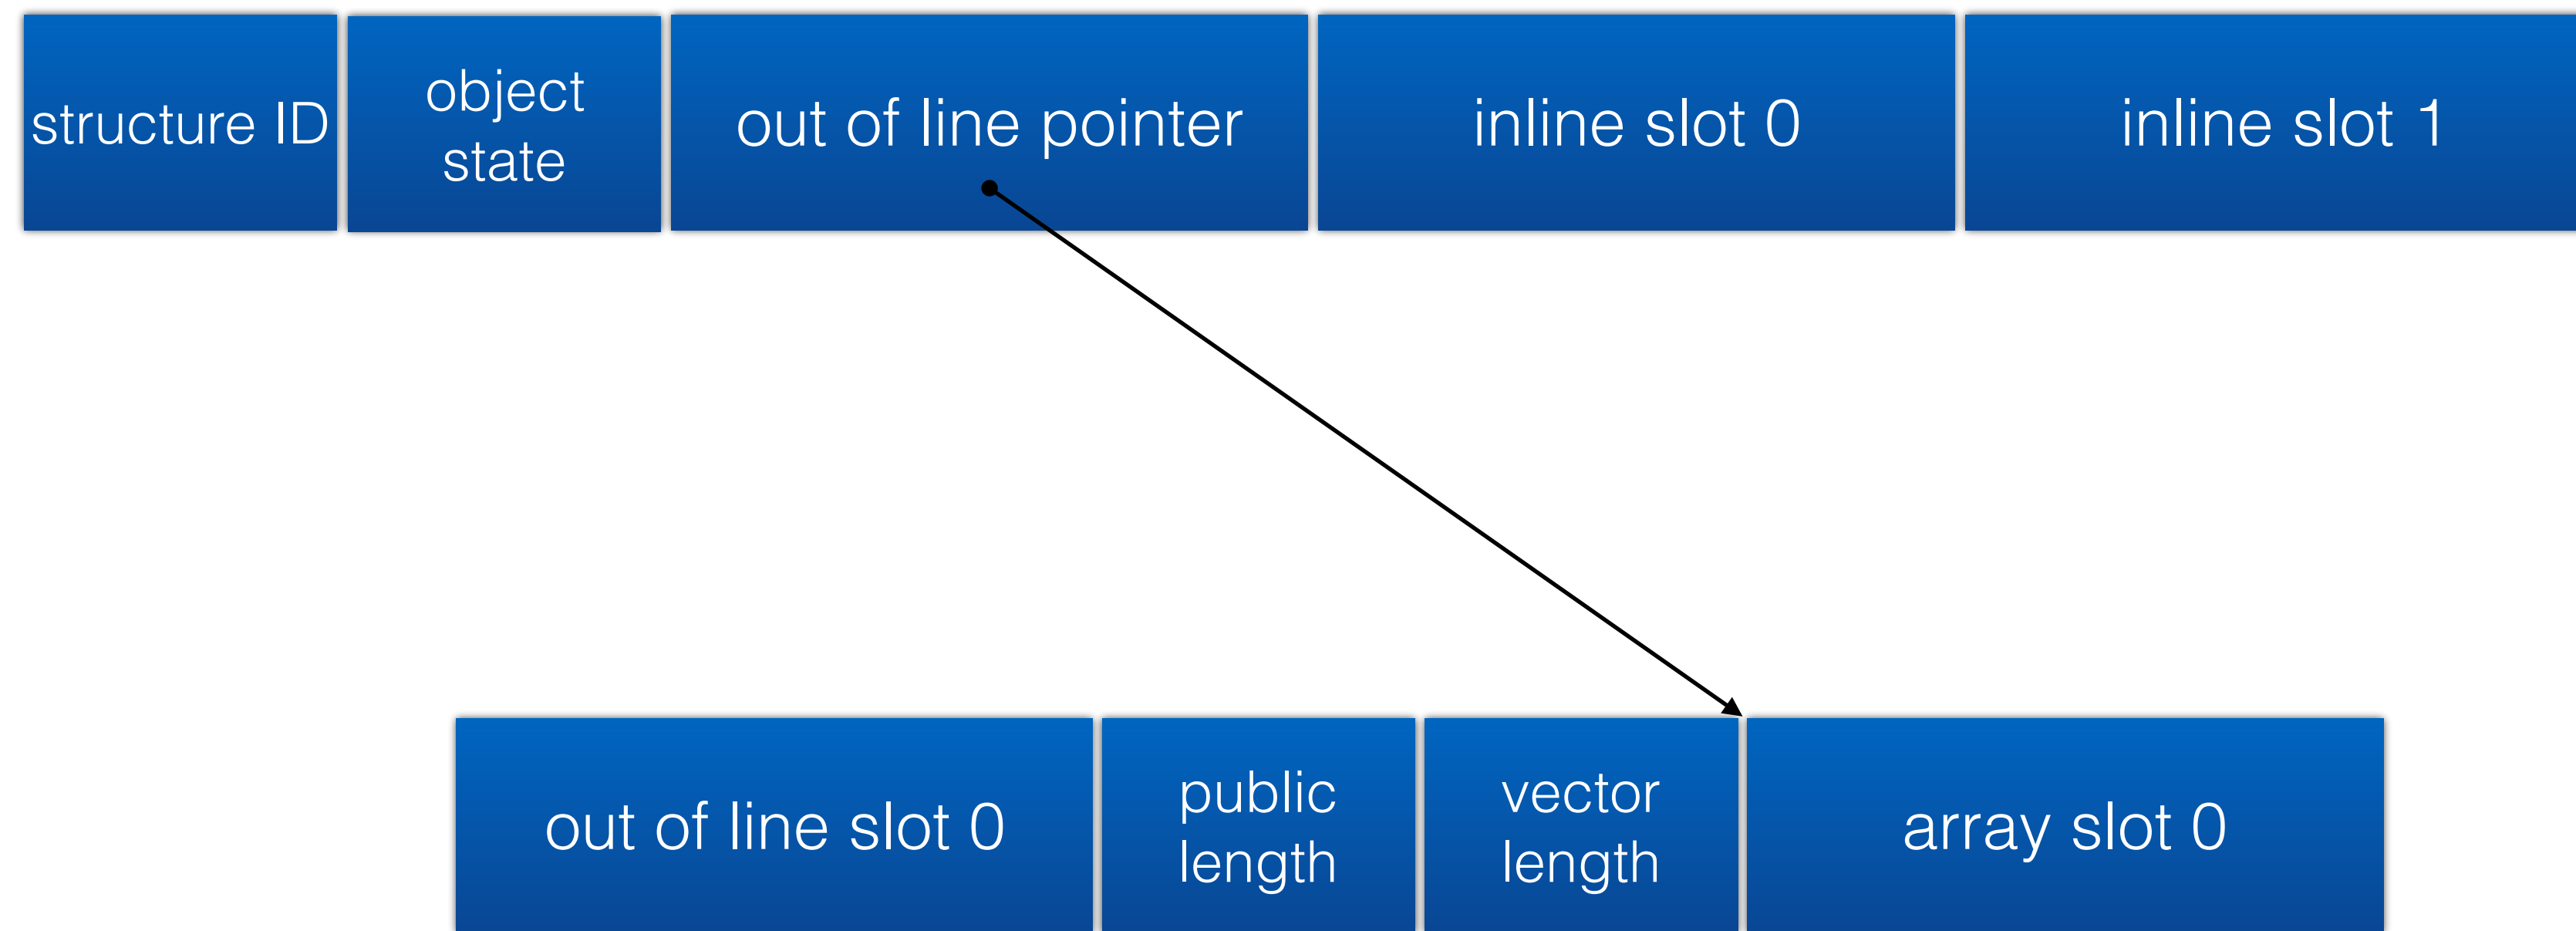 structure ID
object
state
out of line pointer
inline slot 0
inline slot 1
out of line slot 0
public
length
vector
length
array slot 0